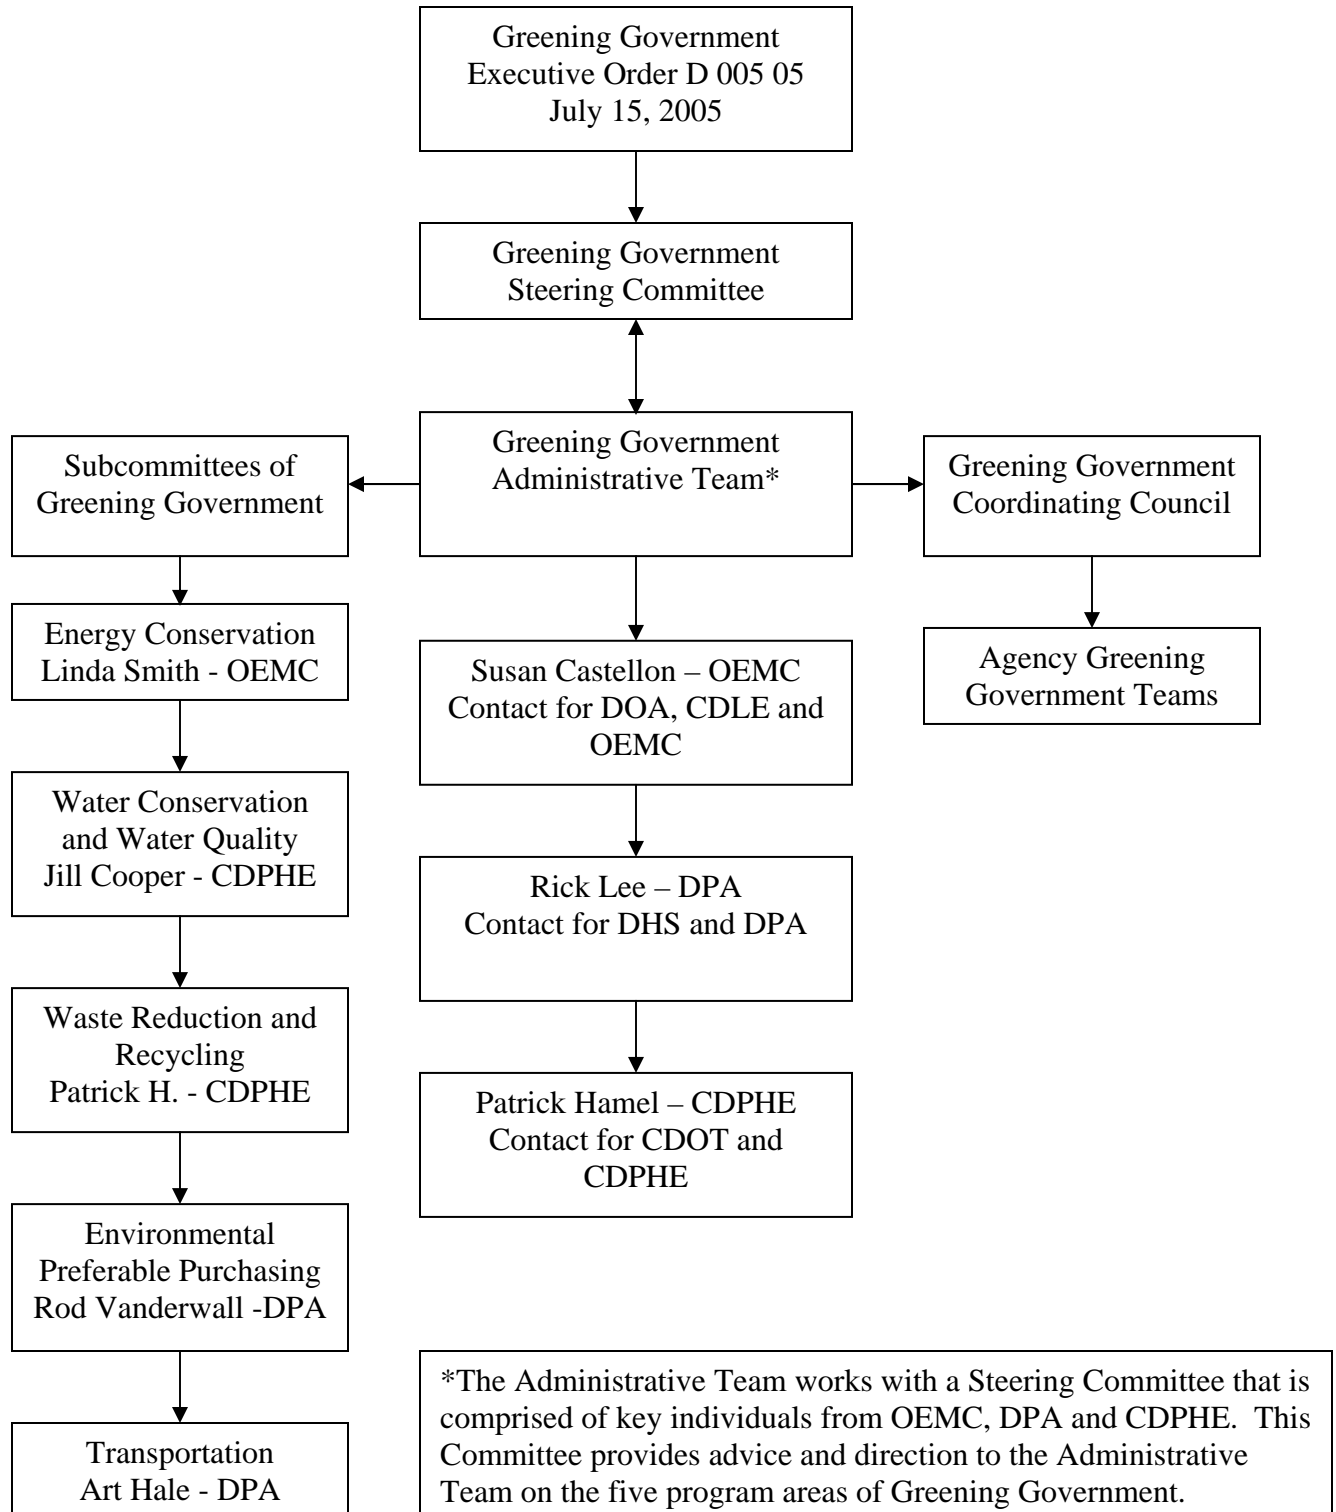 Greening Government
Executive Order D 005 05
July 15, 2005
Greening Government
Steering Committee
Greening Government
Administrative Team*
Subcommittees of
Greening Government
Greening Government
Coordinating Council
Energy Conservation
Linda Smith - OEMC
Water Conservation
and Water Quality
Jill Cooper - CDPHE
Waste Reduction and
Recycling
Patrick H. - CDPHE
Environmental
Preferable Purchasing
Rod Vanderwall -DPA
Transportation
Art Hale - DPA
Susan Castellon – OEMC
Contact for DOA, CDLE and
OEMC
Rick Lee – DPA
Contact for DHS and DPA
Patrick Hamel – CDPHE
Contact for CDOT and
CDPHE
Agency Greening
Government Teams
*The Administrative Team works with a Steering Committee that is
comprised of key individuals from OEMC, DPA and CDPHE.  This
Committee provides advice and direction to the Administrative
Team on the five program areas of Greening Government.